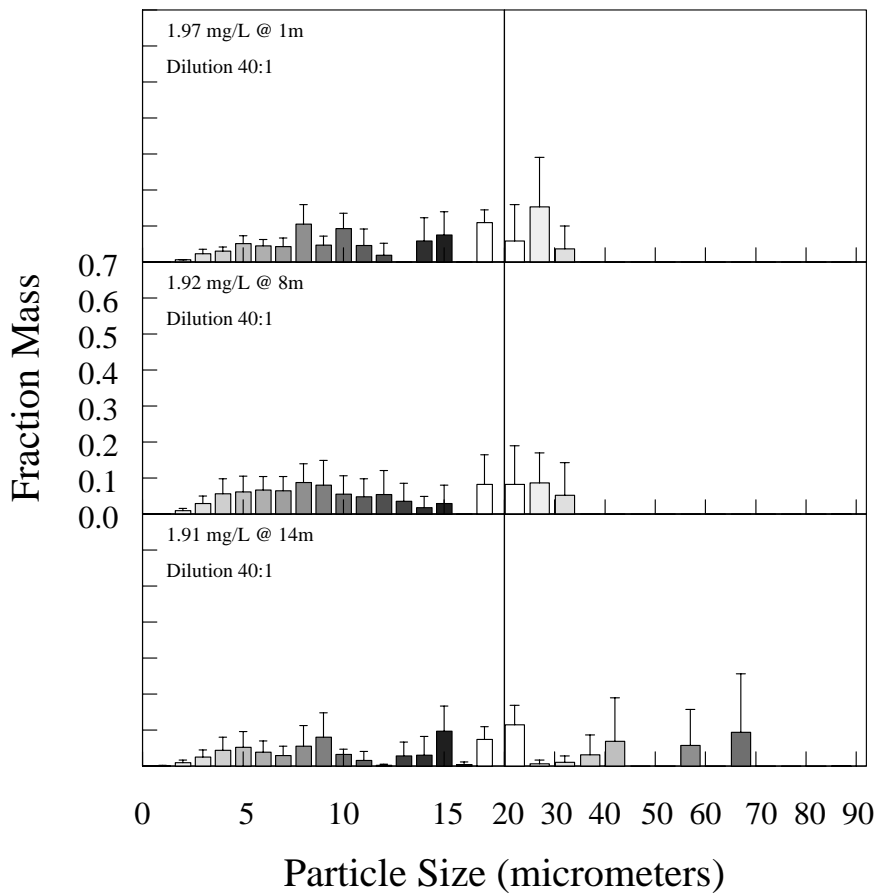 1.97 mg/L @ 1m
Dilution 40:1
Fraction Mass
0.7
0.6
0.5
0.4
0.3
0.2
0.1
0.0
1.92 mg/L @ 8m
Dilution 40:1
1.91 mg/L @ 14m
Dilution 40:1
0 5 10 15 20 30 40 50 60 70 80 90
Particle Size (micrometers)